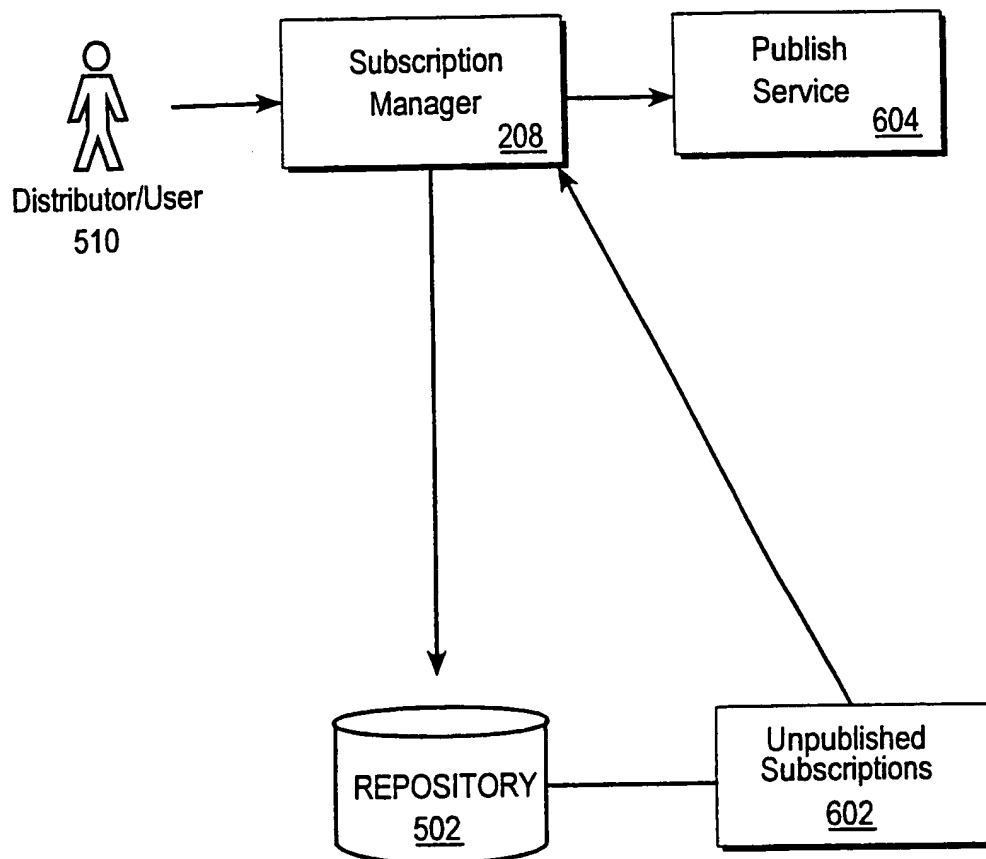 Subscription
Manager
208
Publish
Service
604
Distributor/User
510
REPOSITORY
502
Unpublished
Subscriptions
602